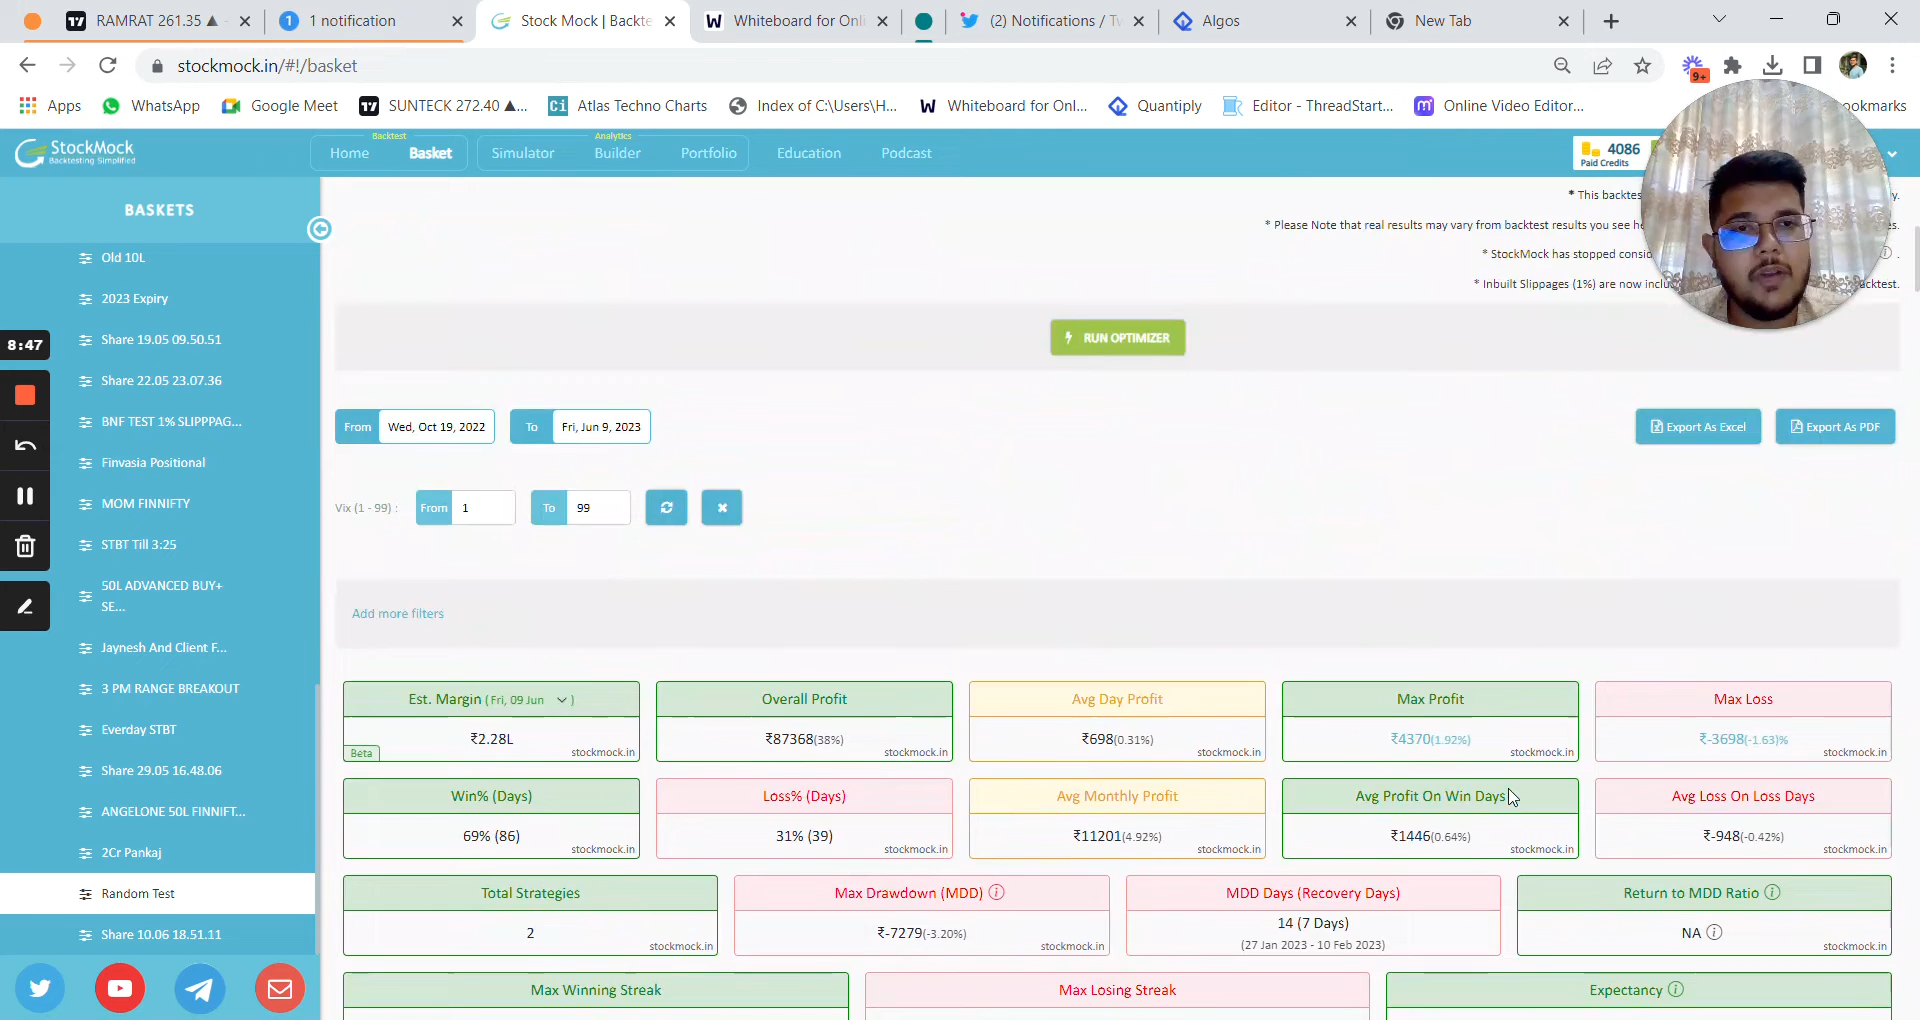 RAMRAT 261.35 ▲
1 notification
Stock Mock | Backte
Whiteboard for Onli
(2) Notifications / Tw
Algos
New Tab
stockmock.in/#!/basket
9+
Apps
WhatsApp
Google Meet
SUNTECK 272.40 ▲...
Atlas Techno Charts
Index of C:\Users\H...
Whiteboard for Onl...
Quantiply
Editor - ThreadStart...
Online Video Editor...
ookmarks
StockMock
Backtesting Simplified
Backtest
Home
Basket
Analytics
Simulator
Builder
Portfolio
Education
Podcast
4086
Paid Credits
BASKETS
Old 10L
2023 Expiry
Share 19.05 09.50.51
Share 22.05 23.07.36
BNF TEST 1% SLIPPPAG...
Finvasia Positional
MOM FINNIFTY
STBT Till 3:25
50L ADVANCED BUY+
SE...
Jaynesh And Client F...
3 PM RANGE BREAKOUT
Everday STBT
Share 29.05 16.48.06
ANGELONE 50L FINNIFT...
2Cr Pankaj
Random Test
Share 10.06 18.51.11
8:47
* This backtes
y.
* Please Note that real results may vary from backtest results you see he
es.
* StockMock has stopped consid
.
* Inbuilt Slippages (1%) are now inclu
cktest.
RUN OPTIMIZER
From Wed, Oct 19, 2022
To Fri, Jun 9, 2023
Export As Excel
Export As PDF
Vix (1 - 99) :
From 1
To 99
Add more filters
Est. Margin ( Fri, 09 Jun )
₹2.28L
Beta
stockmock.in
Overall Profit
₹87368(38%)
stockmock.in
Avg Day Profit
₹698(0.31%)
stockmock.in
Max Profit
₹4370(1.92%)
stockmock.in
Max Loss
₹-3698(-1.63)%
stockmock.in
Win% (Days)
69% (86)
stockmock.in
Loss% (Days)
31% (39)
stockmock.in
Avg Monthly Profit
₹11201(4.92%)
stockmock.in
Avg Profit On Win Days
₹1446(0.64%)
stockmock.in
Avg Loss On Loss Days
₹-948(-0.42%)
stockmock.in
Total Strategies
2
stockmock.in
Max Drawdown (MDD)
₹-7279(-3.20%)
stockmock.in
MDD Days (Recovery Days)
14 (7 Days)
(27 Jan 2023 - 10 Feb 2023)
stockmock.in
Return to MDD Ratio
NA
stockmock.in
Max Winning Streak
Max Losing Streak
Expectancy